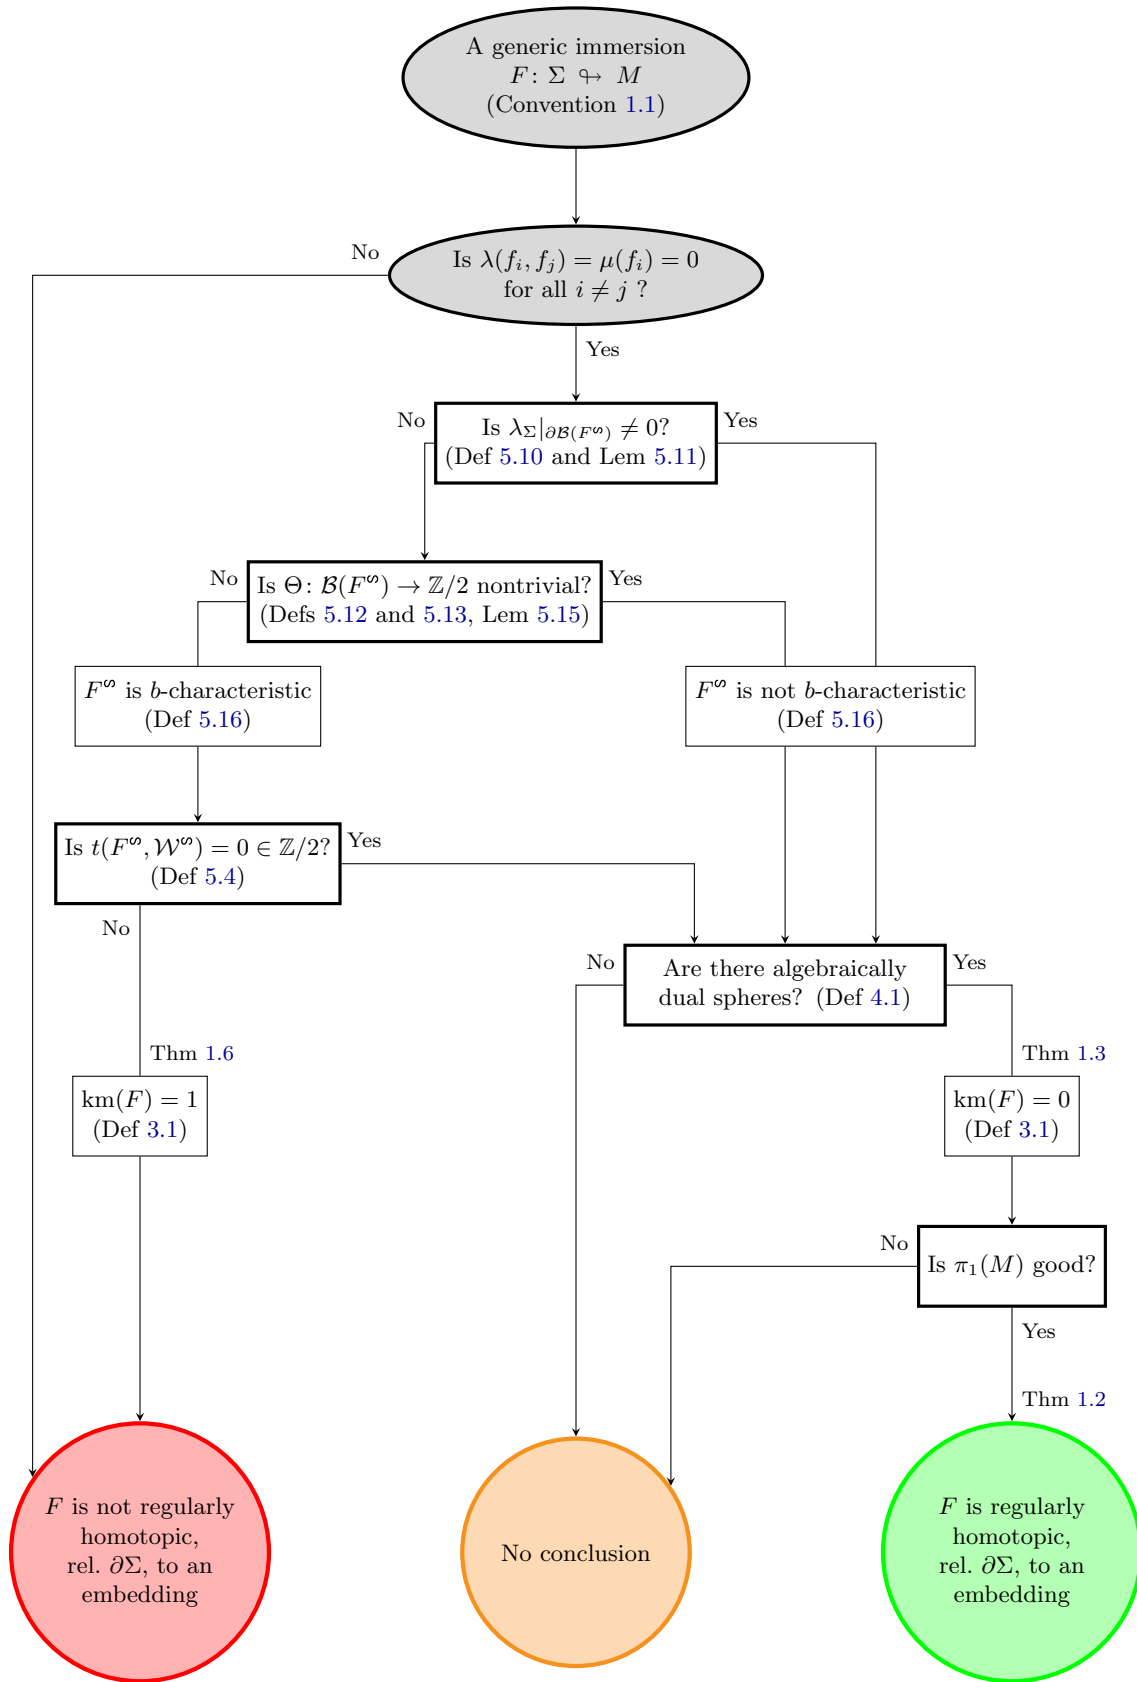 A generic immersion
F: Σ ↬ M
(Convention 1.1)
No
Is λ(f_i, f_j) = μ(f_i) = 0
for all i ≠ j ?
Yes
No
Is λ_Σ|_{∂ℬ(F^∽)} ≠ 0?
(Def 5.10 and Lem 5.11)
Yes
No
Is Θ: ℬ(F^∽) → ℤ/2 nontrivial?
(Defs 5.12 and 5.13, Lem 5.15)
Yes
F^∽ is b-characteristic
(Def 5.16)
F^∽ is not b-characteristic
(Def 5.16)
Is t(F^∽, 𝒲^∽) = 0 ∈ ℤ/2?
(Def 5.4)
Yes
No
No
Are there algebraically
dual spheres? (Def 4.1)
Yes
Thm 1.6
Thm 1.3
km(F) = 1
(Def 3.1)
km(F) = 0
(Def 3.1)
No
Is π_1(M) good?
Yes
Thm 1.2
F is not regularly
homotopic,
rel. ∂Σ, to an
embedding
No conclusion
F is regularly
homotopic,
rel. ∂Σ, to an
embedding